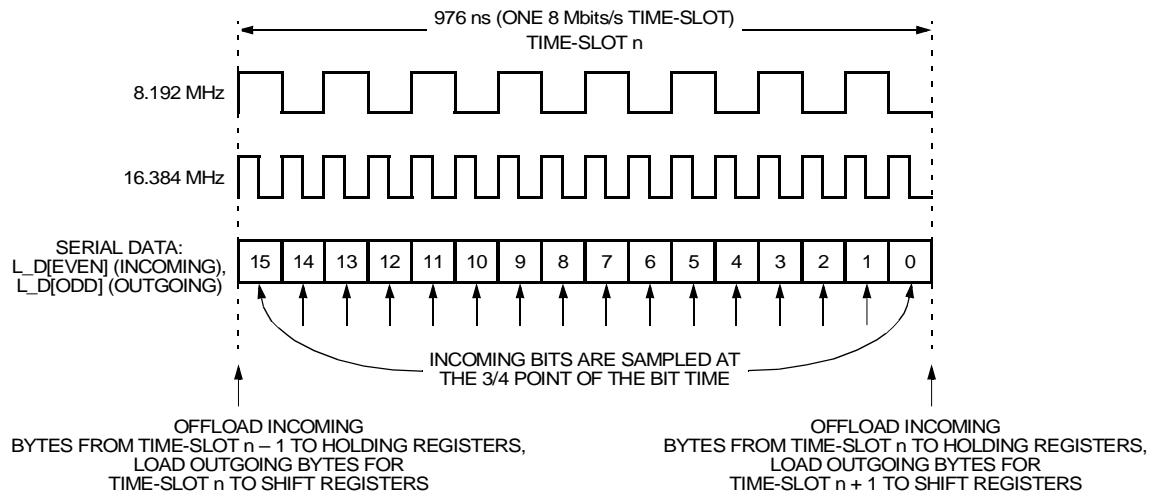 976 ns (ONE 8 Mbits/s TIME-SLOT)
TIME-SLOT n
8.192 MHz
16.384 MHz
SERIAL DATA:
L_D[EVEN] (INCOMING),
L_D[ODD] (OUTGOING)
15 14 13 12 11 10 9 8 7 6 5 4 3 2 1 0
INCOMING BITS ARE SAMPLED AT
THE 3/4 POINT OF THE BIT TIME
OFFLOAD INCOMING
BYTES FROM TIME-SLOT n – 1 TO HOLDING REGISTERS,
LOAD OUTGOING BYTES FOR
TIME-SLOT n TO SHIFT REGISTERS
OFFLOAD INCOMING
BYTES FROM TIME-SLOT n TO HOLDING REGISTERS,
LOAD OUTGOING BYTES FOR
TIME-SLOT n + 1 TO SHIFT REGISTERS